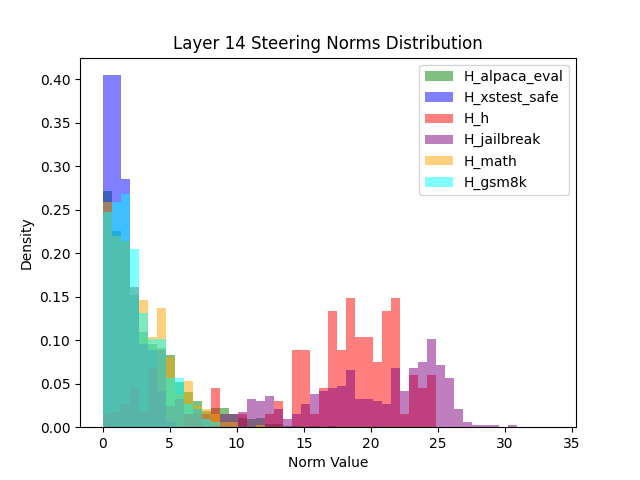 Layer 14 Steering Norms Distribution
H_alpaca_eval
H_xstest_safe
H_h
H_jailbreak
H_math
H_gsm8k
Density
0.40
0.35
0.30
0.25
0.20
0.15
0.10
0.05
0.00
0 5 10 15 20 25 30 35
Norm Value